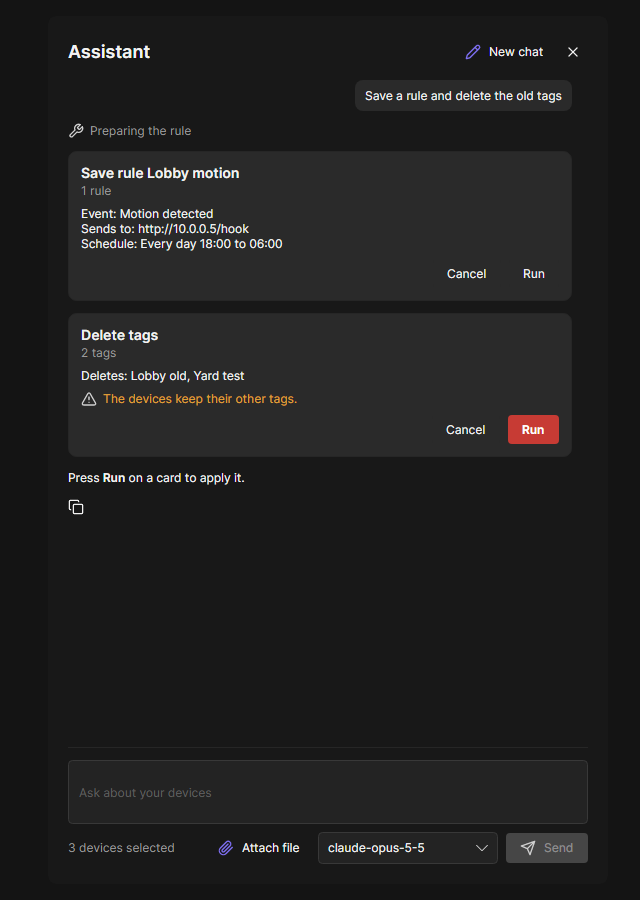 Assistant
New chat
Save a rule and delete the old tags
Preparing the rule
Save rule Lobby motion
1 rule
Event: Motion detected
Sends to: http://10.0.0.5/hook
Schedule: Every day 18:00 to 06:00
Cancel
Run
Delete tags
2 tags
Deletes: Lobby old, Yard test
The devices keep their other tags.
Cancel
Run
Press Run on a card to apply it.
Ask about your devices
3 devices selected
Attach file
claude-opus-5-5
Send